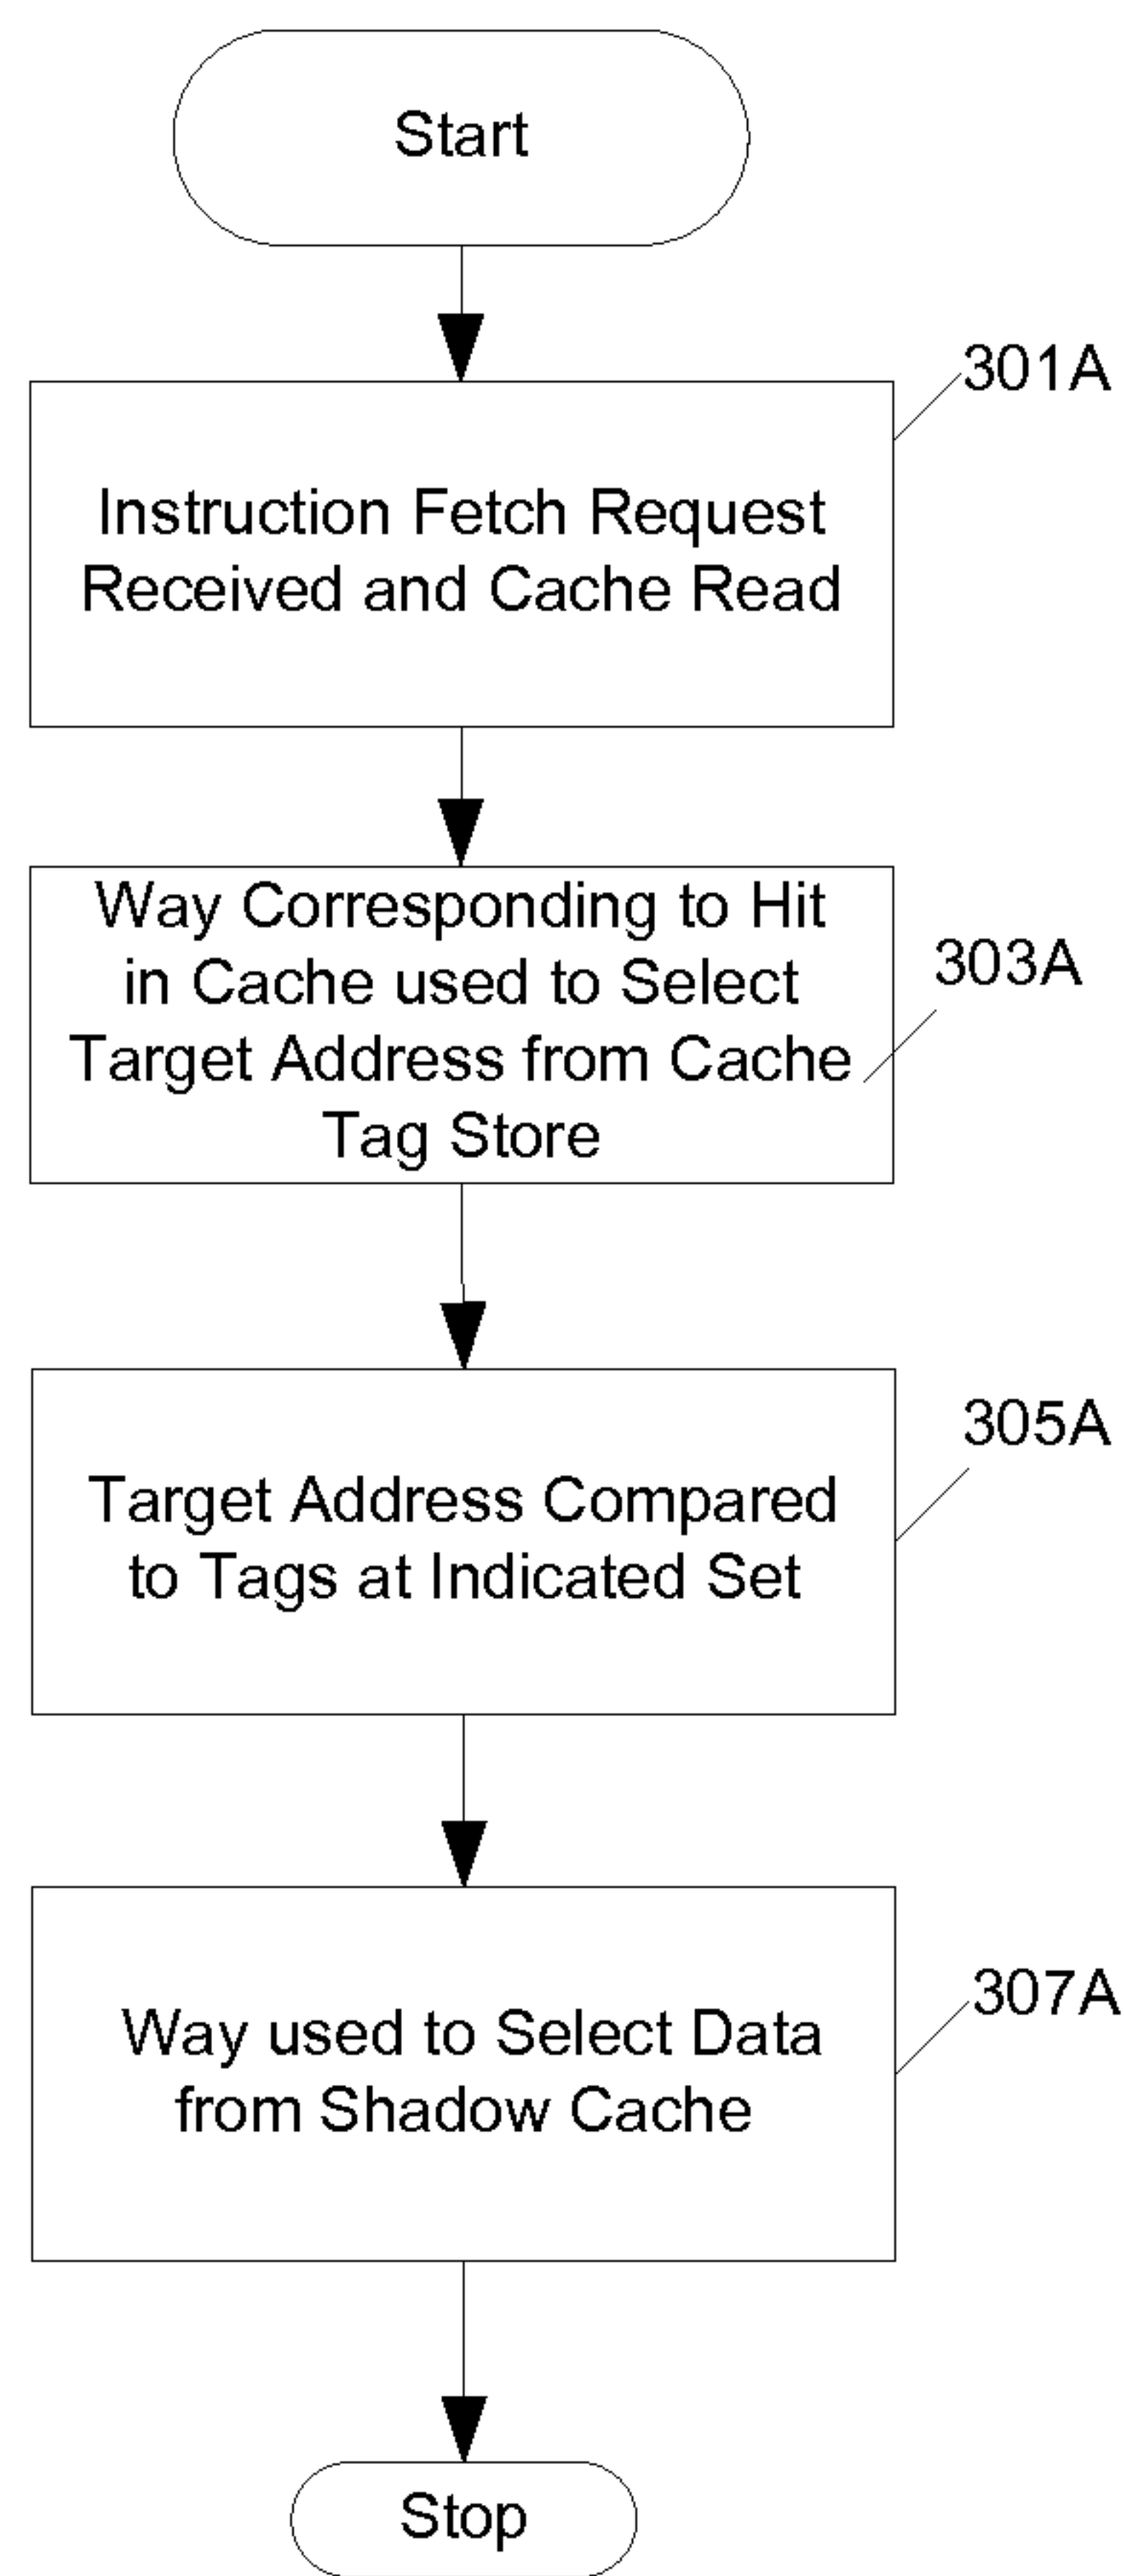 Start
301A
Instruction Fetch Request
Received and Cache Read
Way Corresponding to Hit
in Cache used to Select
303A
Target Address from Cache
Tag Store
305A
Target Address Compared
to Tags at Indicated Set
307A
Way used to Select Data
from Shadow Cache
Stop